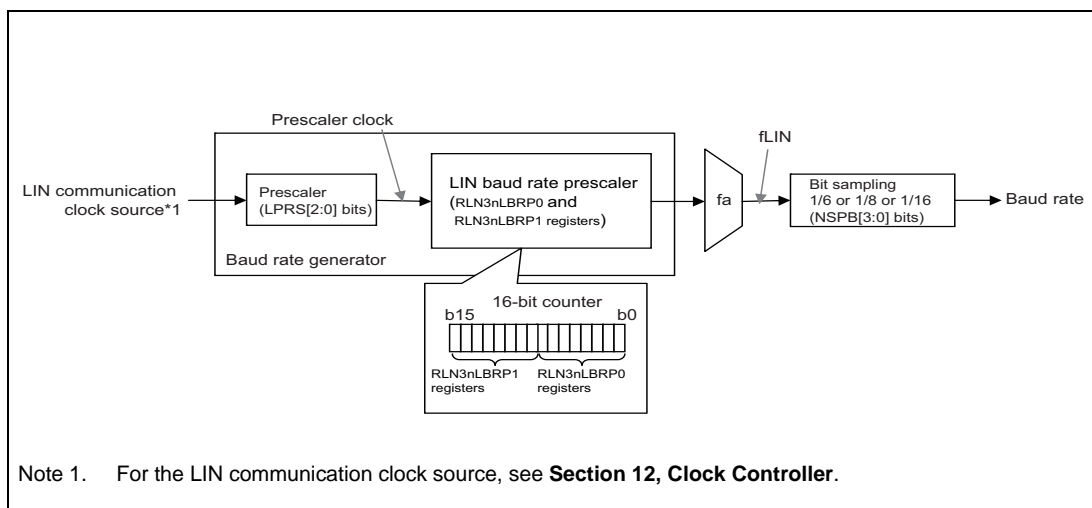 Prescaler clock
fLIN
LIN communication
clock source*1
Prescaler
(LPRS[2:0] bits)
LIN baud rate prescaler
(RLN3nLBRP0 and
RLN3nLBRP1 registers)
fa
Bit sampling
1/6 or 1/8 or 1/16
(NSPB[3:0] bits)
Baud rate
Baud rate generator
16-bit counter
b15
b0
RLN3nLBRP1
registers
RLN3nLBRP0
registers
Note 1. For the LIN communication clock source, see Section 12, Clock Controller.